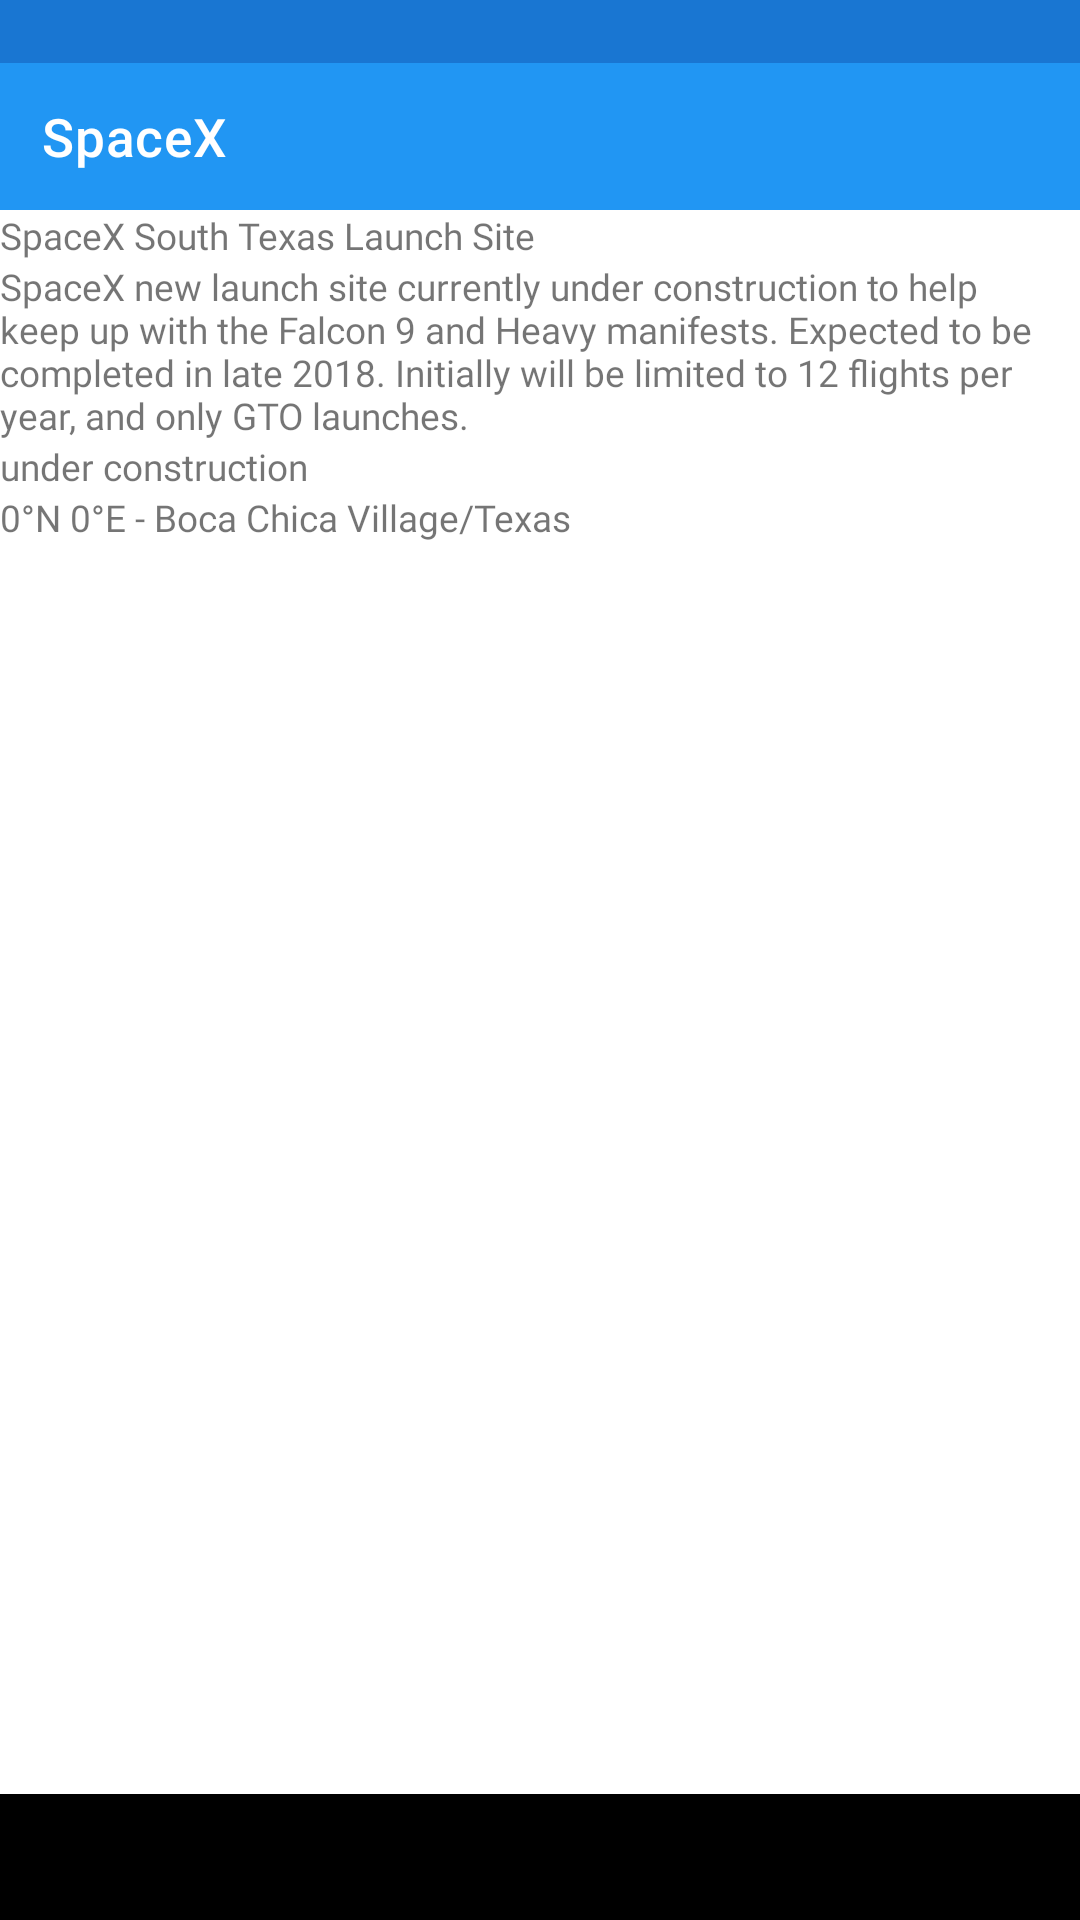 SpaceX
SpaceX South Texas Launch Site
SpaceX new launch site currently under construction to help
keep up with the Falcon 9 and Heavy manifests. Expected to be
completed in late 2018. Initially will be limited to 12 flights per
year, and only GTO launches.
under construction
0°N 0°E - Boca Chica Village/Texas